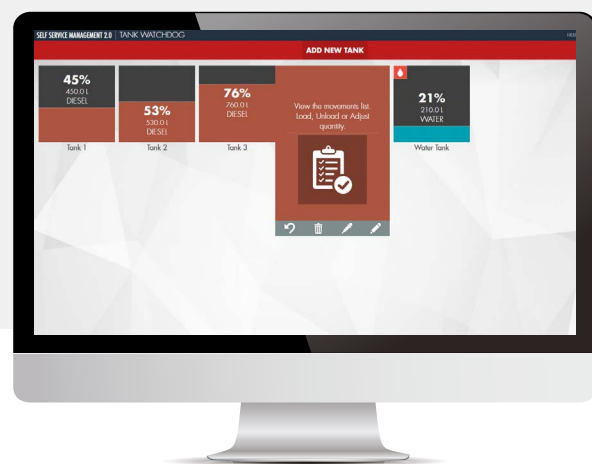 SELF SERVICE MANAGEMENT 2.0 | TANK WATCHDOG
ADD NEW TANK
45%
450.0 L
DIESEL
Tank 1
53%
530.0 L
DIESEL
Tank 2
76%
760.0 L
DIESEL
Tank 3
View the movements list.
Load, Unload or Adjust
quantity.
21%
210.0 L
WATER
Water Tank